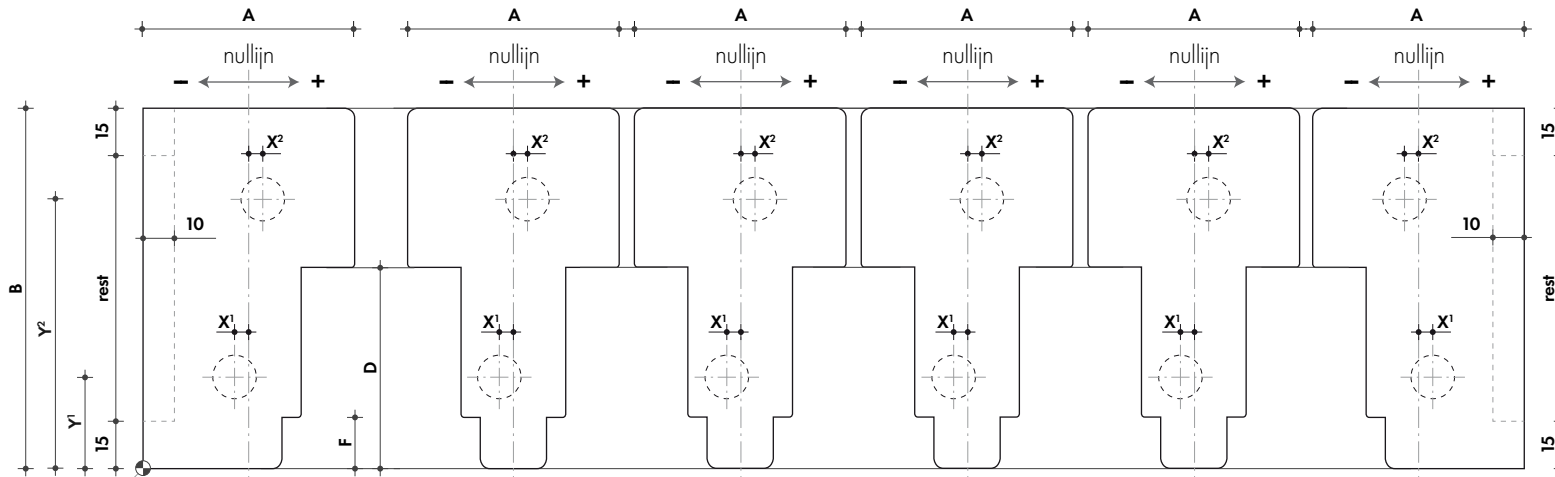 A A A A A A
nullijn nullijn nullijn nullijn nullijn nullijn
− + − + − + − + − + − +
15 X² X² X² X² X² X² 15
10 10
B Y² rest rest
X¹ X¹ X¹ X¹ X¹ X¹
D
Y¹ 15 F 15